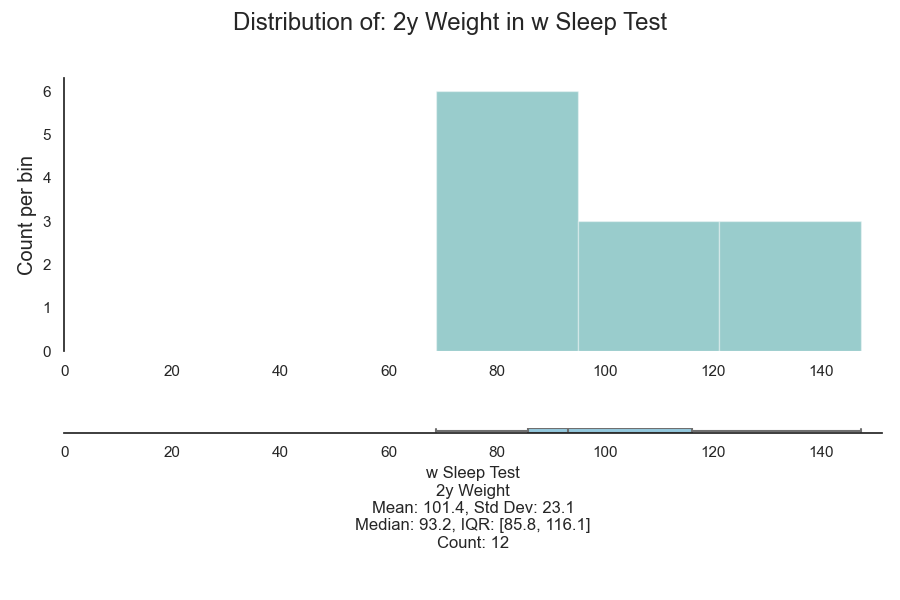 Distribution of: 2y Weight in w Sleep Test
Count per bin
6
5
4
3
2
1
0
0 20 40 60 80 100 120 140
0 20 40 60 80 100 120 140
w Sleep Test
2y Weight
Mean: 101.4, Std Dev: 23.1
Median: 93.2, IQR: [85.8, 116.1]
Count: 12